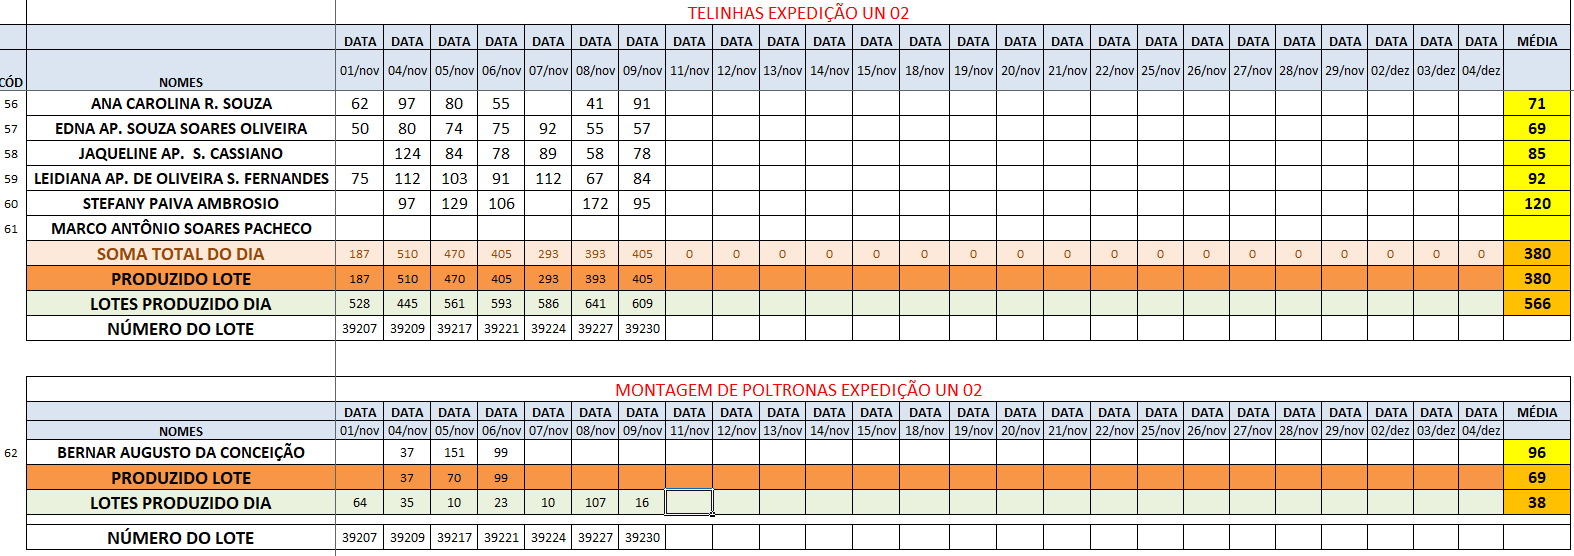 TELINHAS EXPEDIÇÃO UN 02
DATA DATA DATA DATA DATA DATA DATA DATA DATA DATA DATA DATA DATA DATA DATA DATA DATA DATA DATA DATA DATA DATA DATA DATA DATA MÉDIA
CÓD NOMES 01/nov 04/nov 05/nov 06/nov 07/nov 08/nov 09/nov 11/nov 12/nov 13/nov 14/nov 15/nov 18/nov 19/nov 20/nov 21/nov 22/nov 25/nov 26/nov 27/nov 28/nov 29/nov 02/dez 03/dez 04/dez
56 ANA CAROLINA R. SOUZA 62 97 80 55 41 91 71
57 EDNA AP. SOUZA SOARES OLIVEIRA 50 80 74 75 92 55 57 69
58 JAQUELINE AP. S. CASSIANO 124 84 78 89 58 78 85
59 LEIDIANA AP. DE OLIVEIRA S. FERNANDES 75 112 103 91 112 67 84 92
60 STEFANY PAIVA AMBROSIO 97 129 106 172 95 120
61 MARCO ANTÔNIO SOARES PACHECO
SOMA TOTAL DO DIA 187 510 470 405 293 393 405 0 0 0 0 0 0 0 0 0 0 0 0 0 0 0 0 0 0 380
PRODUZIDO LOTE 187 510 470 405 293 393 405 380
LOTES PRODUZIDO DIA 528 445 561 593 586 641 609 566
NÚMERO DO LOTE 39207 39209 39217 39221 39224 39227 39230
MONTAGEM DE POLTRONAS EXPEDIÇÃO UN 02
DATA DATA DATA DATA DATA DATA DATA DATA DATA DATA DATA DATA DATA DATA DATA DATA DATA DATA DATA DATA DATA DATA DATA DATA DATA MÉDIA
NOMES 01/nov 04/nov 05/nov 06/nov 07/nov 08/nov 09/nov 11/nov 12/nov 13/nov 14/nov 15/nov 18/nov 19/nov 20/nov 21/nov 22/nov 25/nov 26/nov 27/nov 28/nov 29/nov 02/dez 03/dez 04/dez
62 BERNAR AUGUSTO DA CONCEIÇÃO 37 151 99 96
PRODUZIDO LOTE 37 70 99 69
LOTES PRODUZIDO DIA 64 35 10 23 10 107 16 38
NÚMERO DO LOTE 39207 39209 39217 39221 39224 39227 39230